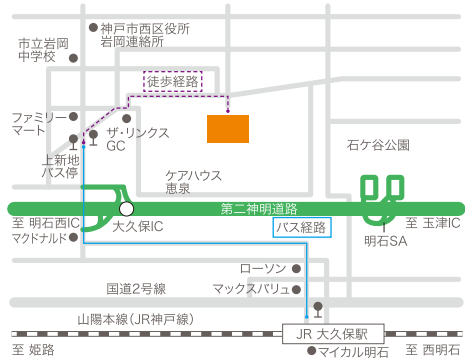 神戸市西区役所
岩岡連絡所
市立岩岡
中学校
徒歩経路
ファミリー
マート
ザ・リンクス
GC
石ケ谷公園
上新地
バス停
ケアハウス
恵泉
第二神明道路
至 明石西IC
大久保IC
バス経路
至 玉津IC
マクドナルド
明石SA
ローソン
国道2号線
マックスバリュ
山陽本線（JR神戸線）
JR 大久保駅
至 姫路
マイカル明石
至 西明石